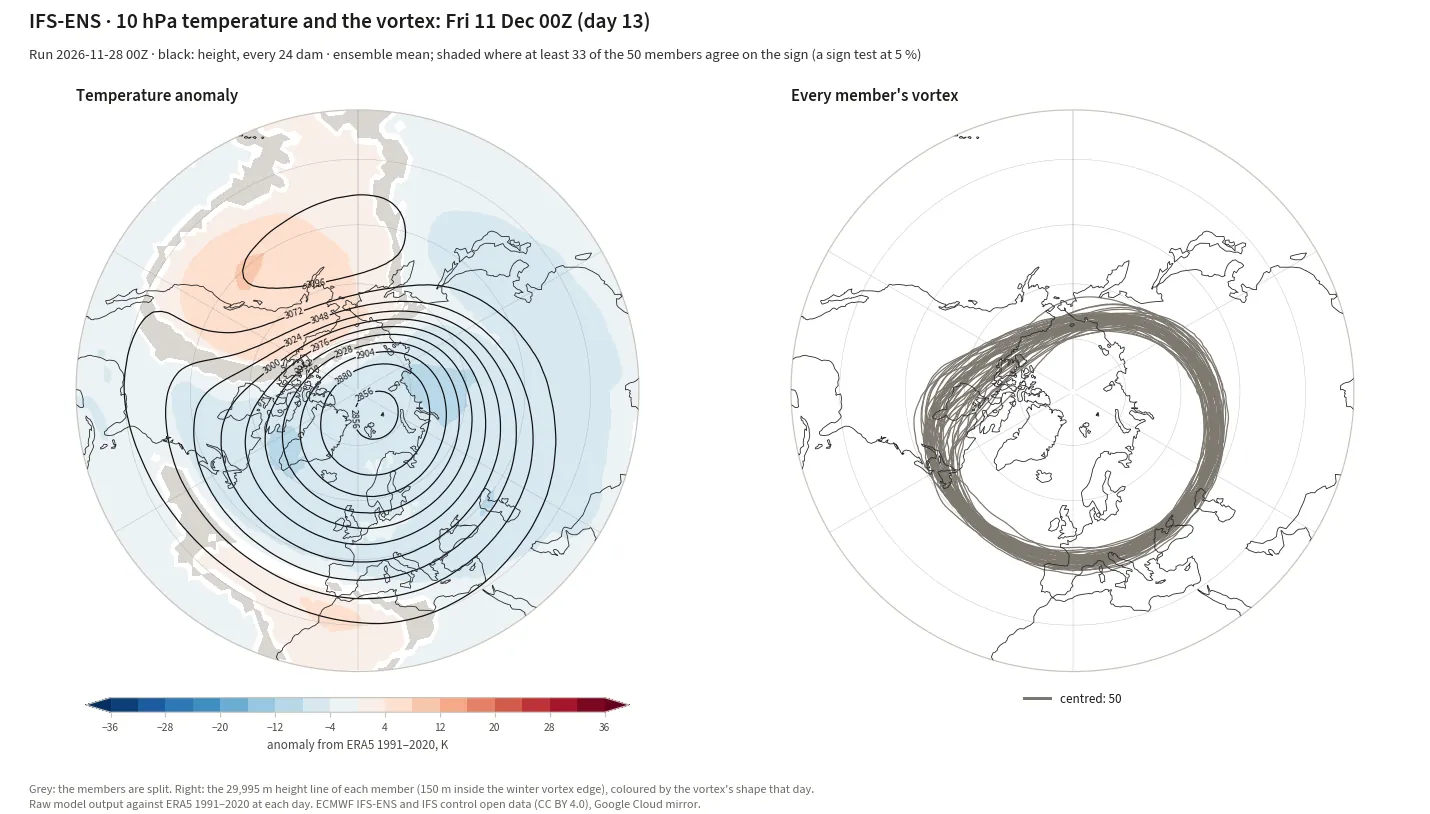 IFS-ENS · 10 hPa temperature and the vortex: Fri 11 Dec 00Z (day 13)
Run 2026-11-28 00Z · black: height, every 24 dam · ensemble mean; shaded where at least 33 of the 50 members agree on the sign (a sign test at 5 %)
Temperature anomaly
Every member's vortex
3096
3072
3048
3024
2976
3000
2928
2904
2880
2856
2856
centred: 50
−36
−28
−20
−12
−4
4
12
20
28
36
anomaly from ERA5 1991–2020, K
Grey: the members are split. Right: the 29,995 m height line of each member (150 m inside the winter vortex edge), coloured by the vortex's shape that day.
Raw model output against ERA5 1991–2020 at each day. ECMWF IFS-ENS and IFS control open data (CC BY 4.0), Google Cloud mirror.